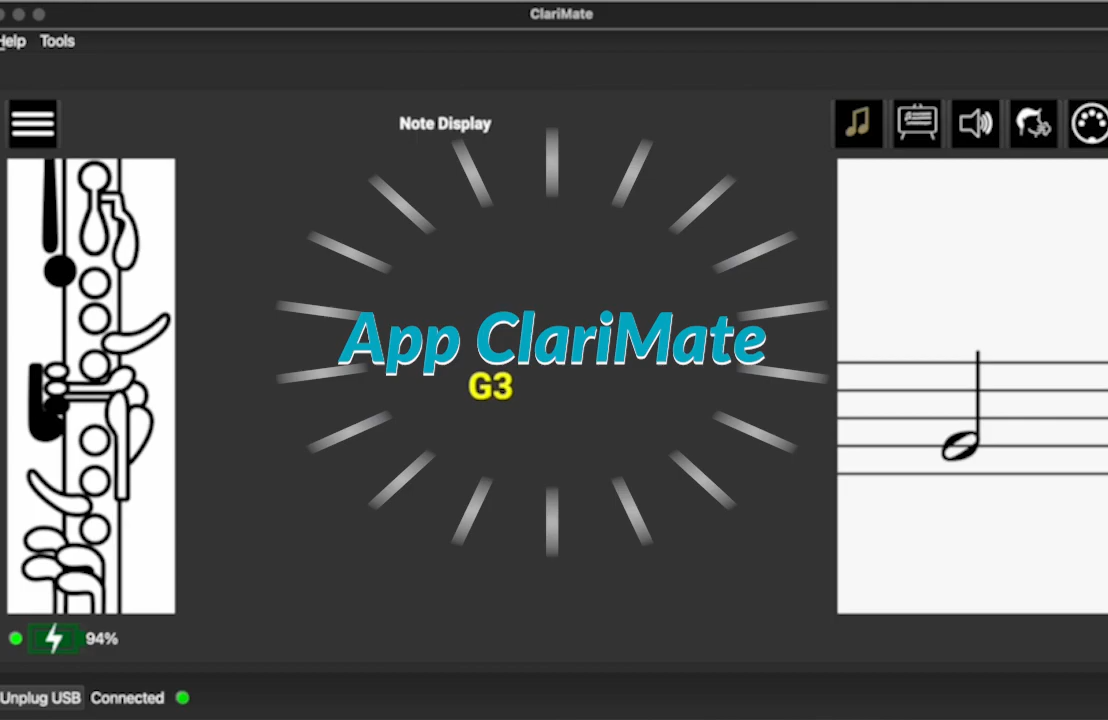 ClariMate
Help Tools
Note Display
App ClariMate
G3
94%
Unplug USB Connected